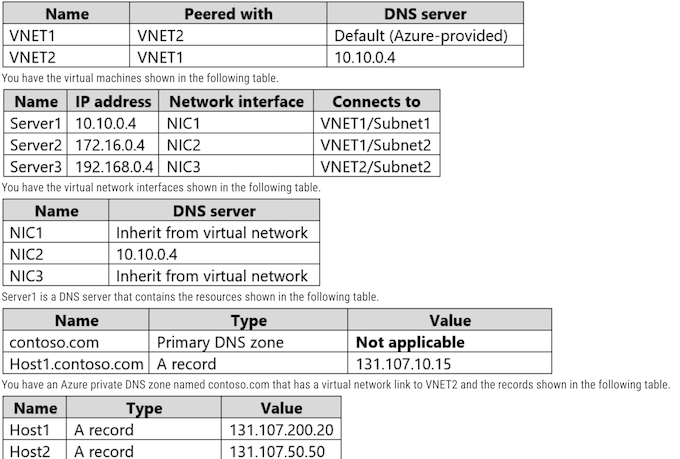 Name Peered with DNS server
VNET1 VNET2 Default (Azure-provided)
VNET2 VNET1 10.10.0.4
You have the virtual machines shown in the following table.
Name IP address Network interface Connects to
Server1 10.10.0.4 NIC1 VNET1/Subnet1
Server2 172.16.0.4 NIC2 VNET1/Subnet2
Server3 192.168.0.4 NIC3 VNET2/Subnet2
You have the virtual network interfaces shown in the following table.
Name DNS server
NIC1 Inherit from virtual network
NIC2 10.10.0.4
NIC3 Inherit from virtual network
Server1 is a DNS server that contains the resources shown in the following table.
Name Type Value
contoso.com Primary DNS zone Not applicable
Host1.contoso.com A record 131.107.10.15
You have an Azure private DNS zone named contoso.com that has a virtual network link to VNET2 and the records shown in the following table.
Name Type Value
Host1 A record 131.107.200.20
Host2 A record 131.107.50.50